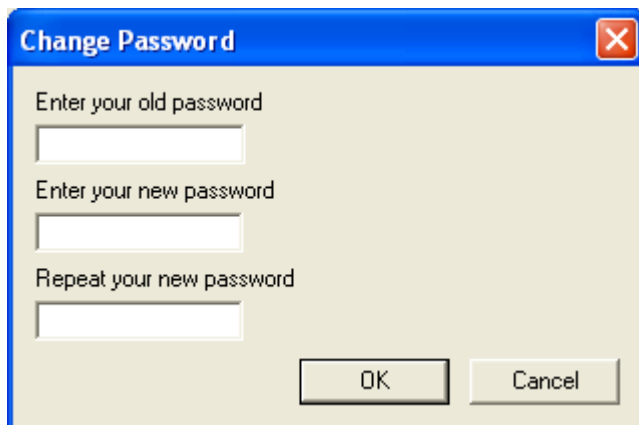 Change Password
Enter your old password
Enter your new password
Repeat your new password
OK Cancel